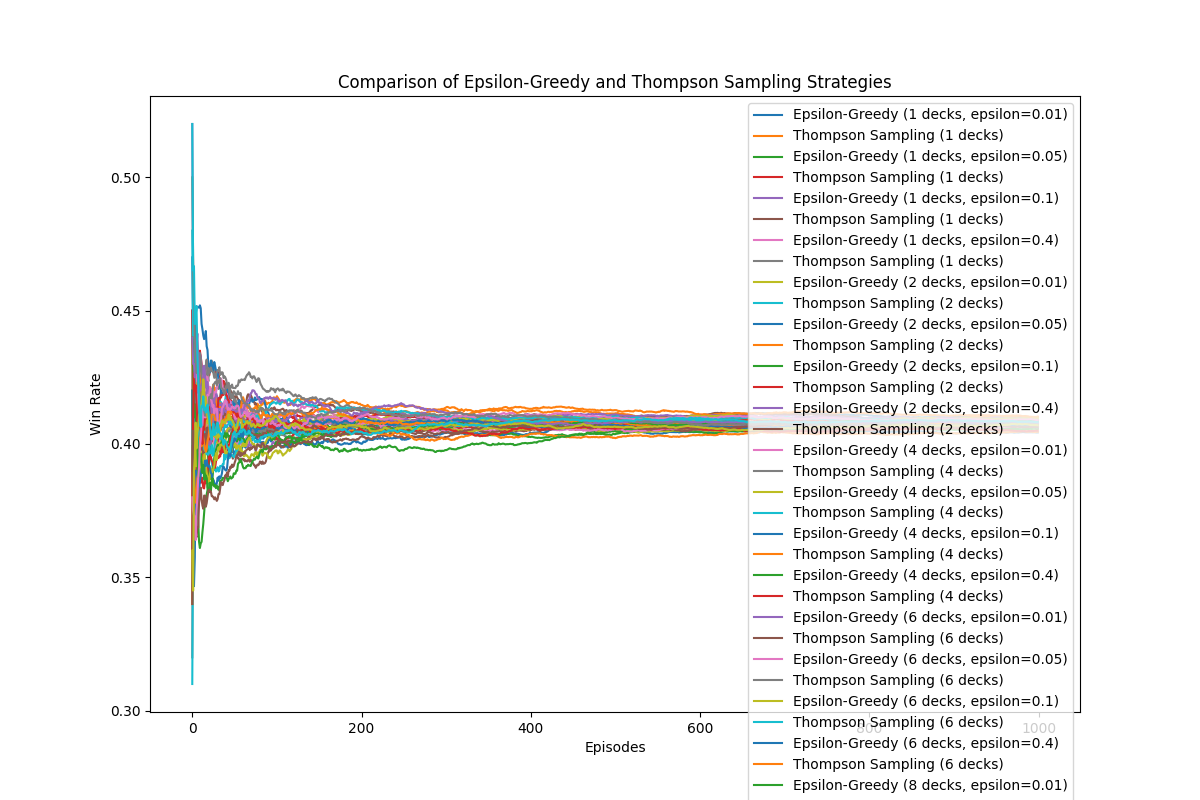 Comparison of Epsilon-Greedy and Thompson Sampling Strategies
Epsilon-Greedy (1 decks, epsilon=0.01)
Thompson Sampling (1 decks)
Epsilon-Greedy (1 decks, epsilon=0.05)
Thompson Sampling (1 decks)
Epsilon-Greedy (1 decks, epsilon=0.1)
Thompson Sampling (1 decks)
Epsilon-Greedy (1 decks, epsilon=0.4)
Thompson Sampling (1 decks)
Epsilon-Greedy (2 decks, epsilon=0.01)
Thompson Sampling (2 decks)
Epsilon-Greedy (2 decks, epsilon=0.05)
Thompson Sampling (2 decks)
Epsilon-Greedy (2 decks, epsilon=0.1)
Thompson Sampling (2 decks)
Epsilon-Greedy (2 decks, epsilon=0.4)
Thompson Sampling (2 decks)
Epsilon-Greedy (4 decks, epsilon=0.01)
Thompson Sampling (4 decks)
Epsilon-Greedy (4 decks, epsilon=0.05)
Thompson Sampling (4 decks)
Epsilon-Greedy (4 decks, epsilon=0.1)
Thompson Sampling (4 decks)
Epsilon-Greedy (4 decks, epsilon=0.4)
Thompson Sampling (4 decks)
Epsilon-Greedy (6 decks, epsilon=0.01)
Thompson Sampling (6 decks)
Epsilon-Greedy (6 decks, epsilon=0.05)
Thompson Sampling (6 decks)
Epsilon-Greedy (6 decks, epsilon=0.1)
Thompson Sampling (6 decks)
Epsilon-Greedy (6 decks, epsilon=0.4)
Thompson Sampling (6 decks)
Epsilon-Greedy (8 decks, epsilon=0.01)
Win Rate
0.50
0.45
0.40
0.35
0.30
0 200 400 600 800 1000
Episodes